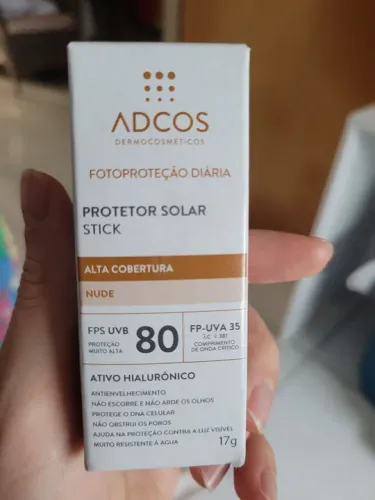 ADCOS
DERMOCOSMÉTICOS
FOTOPROTEÇÃO DIÁRIA
PROTETOR SOLAR
STICK
ALTA COBERTURA
NUDE
FPS UVB
PROTEÇÃO
MUITO ALTA
80
FP-UVA 35
COMPRIMENTO
DE ONDA CRÍTICO
ATIVO HIALURÔNICO
ANTIENVELHECIMENTO
NÃO ESCORRE E NÃO ARDE OS OLHOS
PROTEGE O DNA CELULAR
NÃO OBSTRUI OS POROS
AJUDA NA PROTEÇÃO CONTRA A LUZ VISÍVEL
MUITO RESISTENTE À ÁGUA
17g